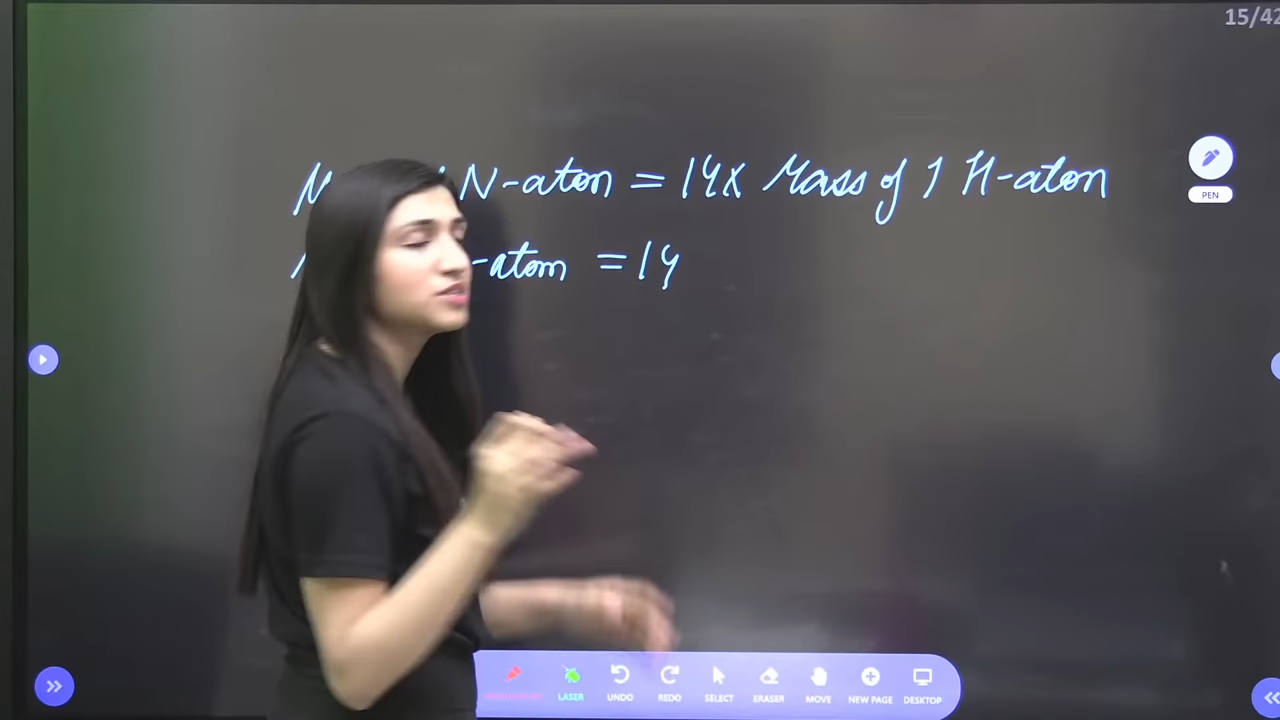 15/42
N-atom = 14X Mass of 1 H-atom
-atom = 14
PEN
LASER
UNDO
REDO
SELECT
ERASER
MOVE
NEW PAGE
DESKTOP